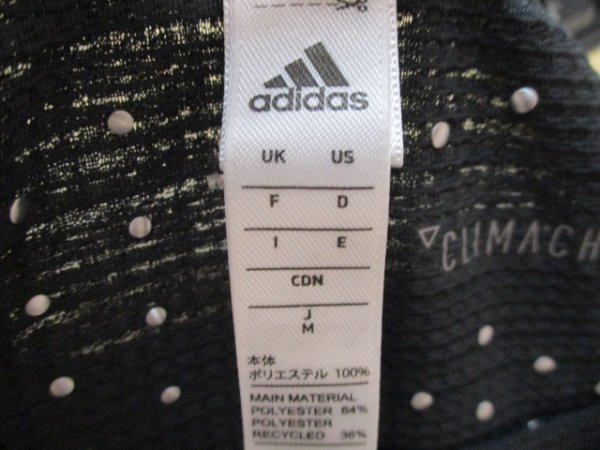 adidas
UK US
F D
I E
CDN
J
M
本体
ポリエステル 100%
MAIN MATERIAL
POLYESTER 64%
POLYESTER
RECYCLED 36%
CLIMACH